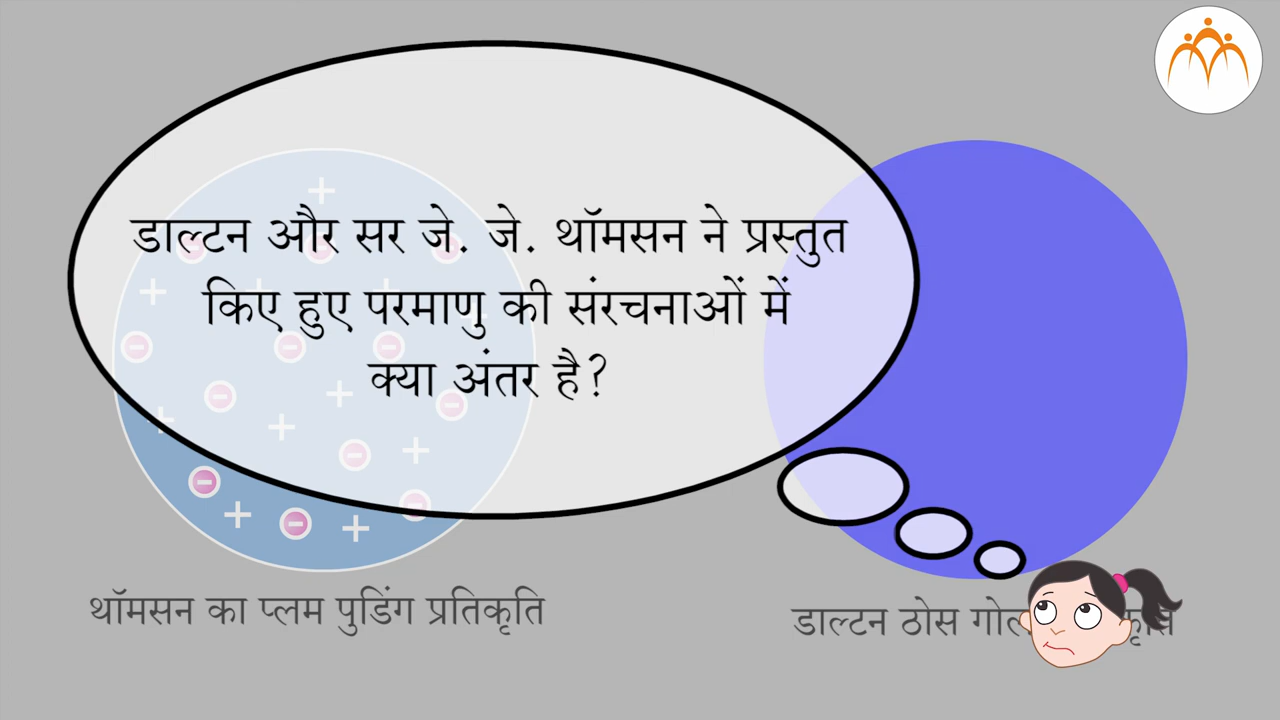 डाल्टन और सर जे. जे. थॉमसन ने प्रस्तुत
किए हुए परमाणु की संरचनाओं में
क्या अंतर है?
थॉमसन का प्लम पुडिंग प्रतिकृति
डाल्टन ठोस